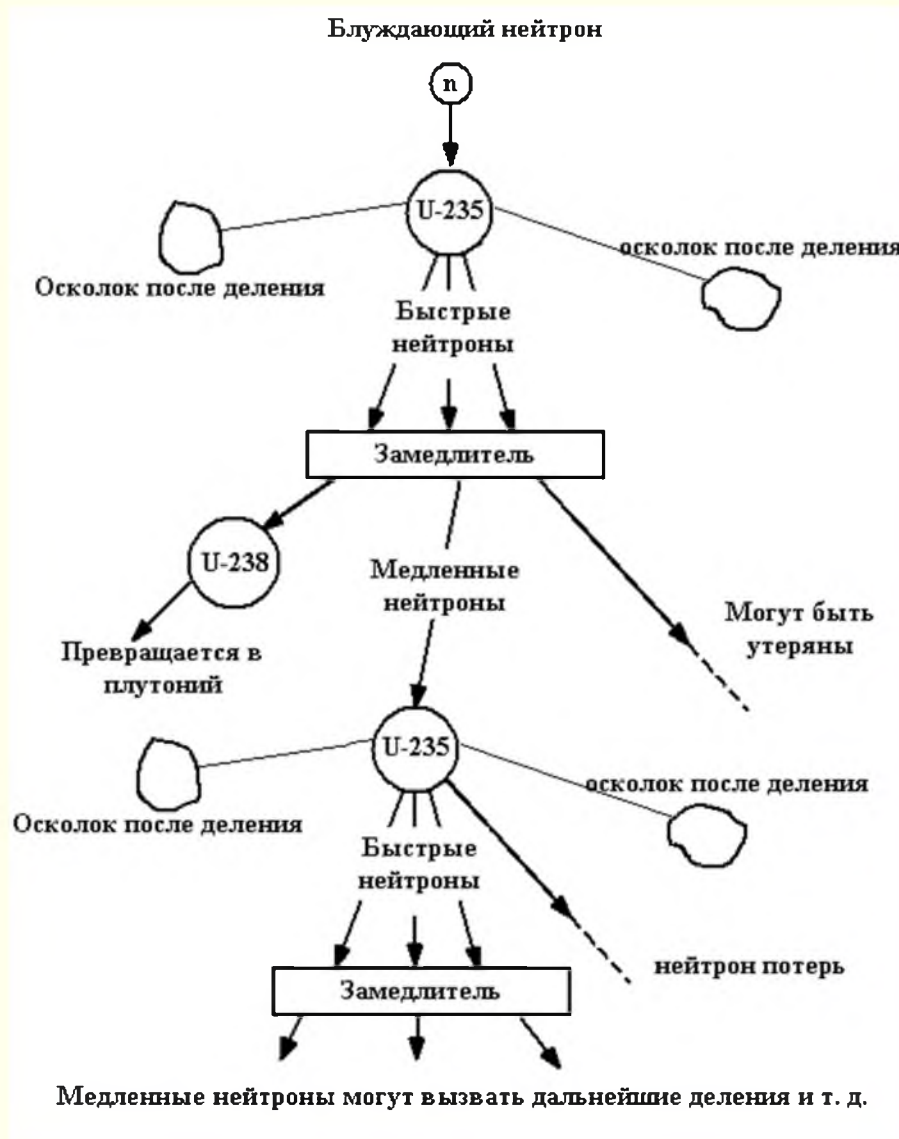 Блуждающий нейтрон
n
U-235
осколок после деления
Осколок после деления
Быстрые
нейтроны
Замедлитель
U-238
Медленные
нейтроны
Могут быть
утеряны
Превращается в
плутоний
U-235
осколок после деления
Осколок после деления
Быстрые
нейтроны
нейтрон потерь
Замедлитель
Медленные нейтроны могут вызвать дальнейшие деления и т. д.